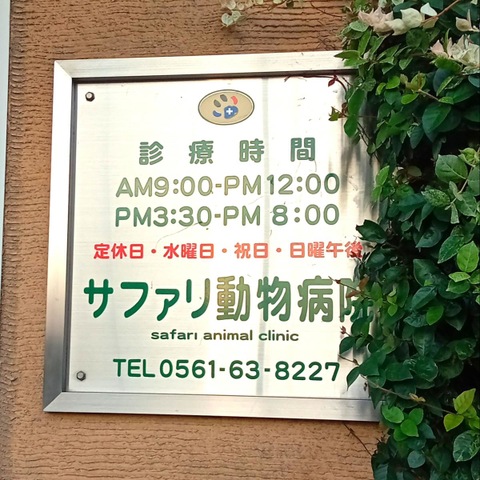 診療時間
AM9:00-PM12:00
PM3:30-PM 8:00
定休日・水曜日・祝日・日曜午後
サファリ動物病院
safari animal clinic
TEL0561-63-8227